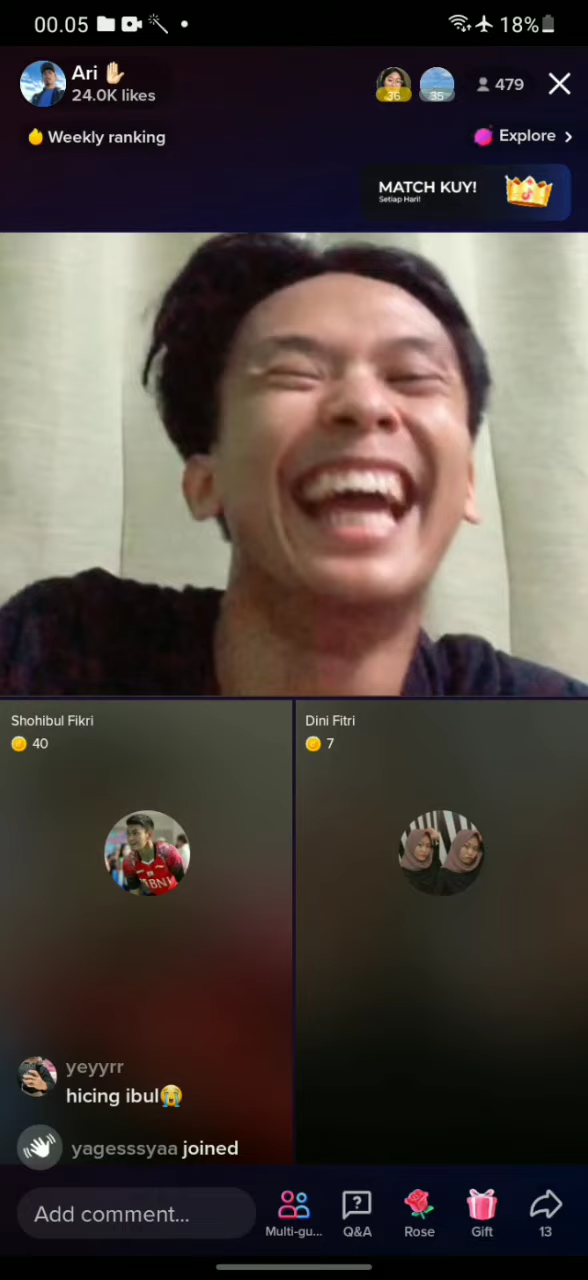 00.05
18%
Ari ✋🏻
24.0K likes
36
35
479
Weekly ranking
Explore
MATCH KUY!
Setiap Hari!
Shohibul Fikri
40
Dini Fitri
7
BNI
yeyyrr
hicing ibul😭
yagesssyaa joined
Add comment...
Multi-gu...
Q&A
Rose
Gift
13